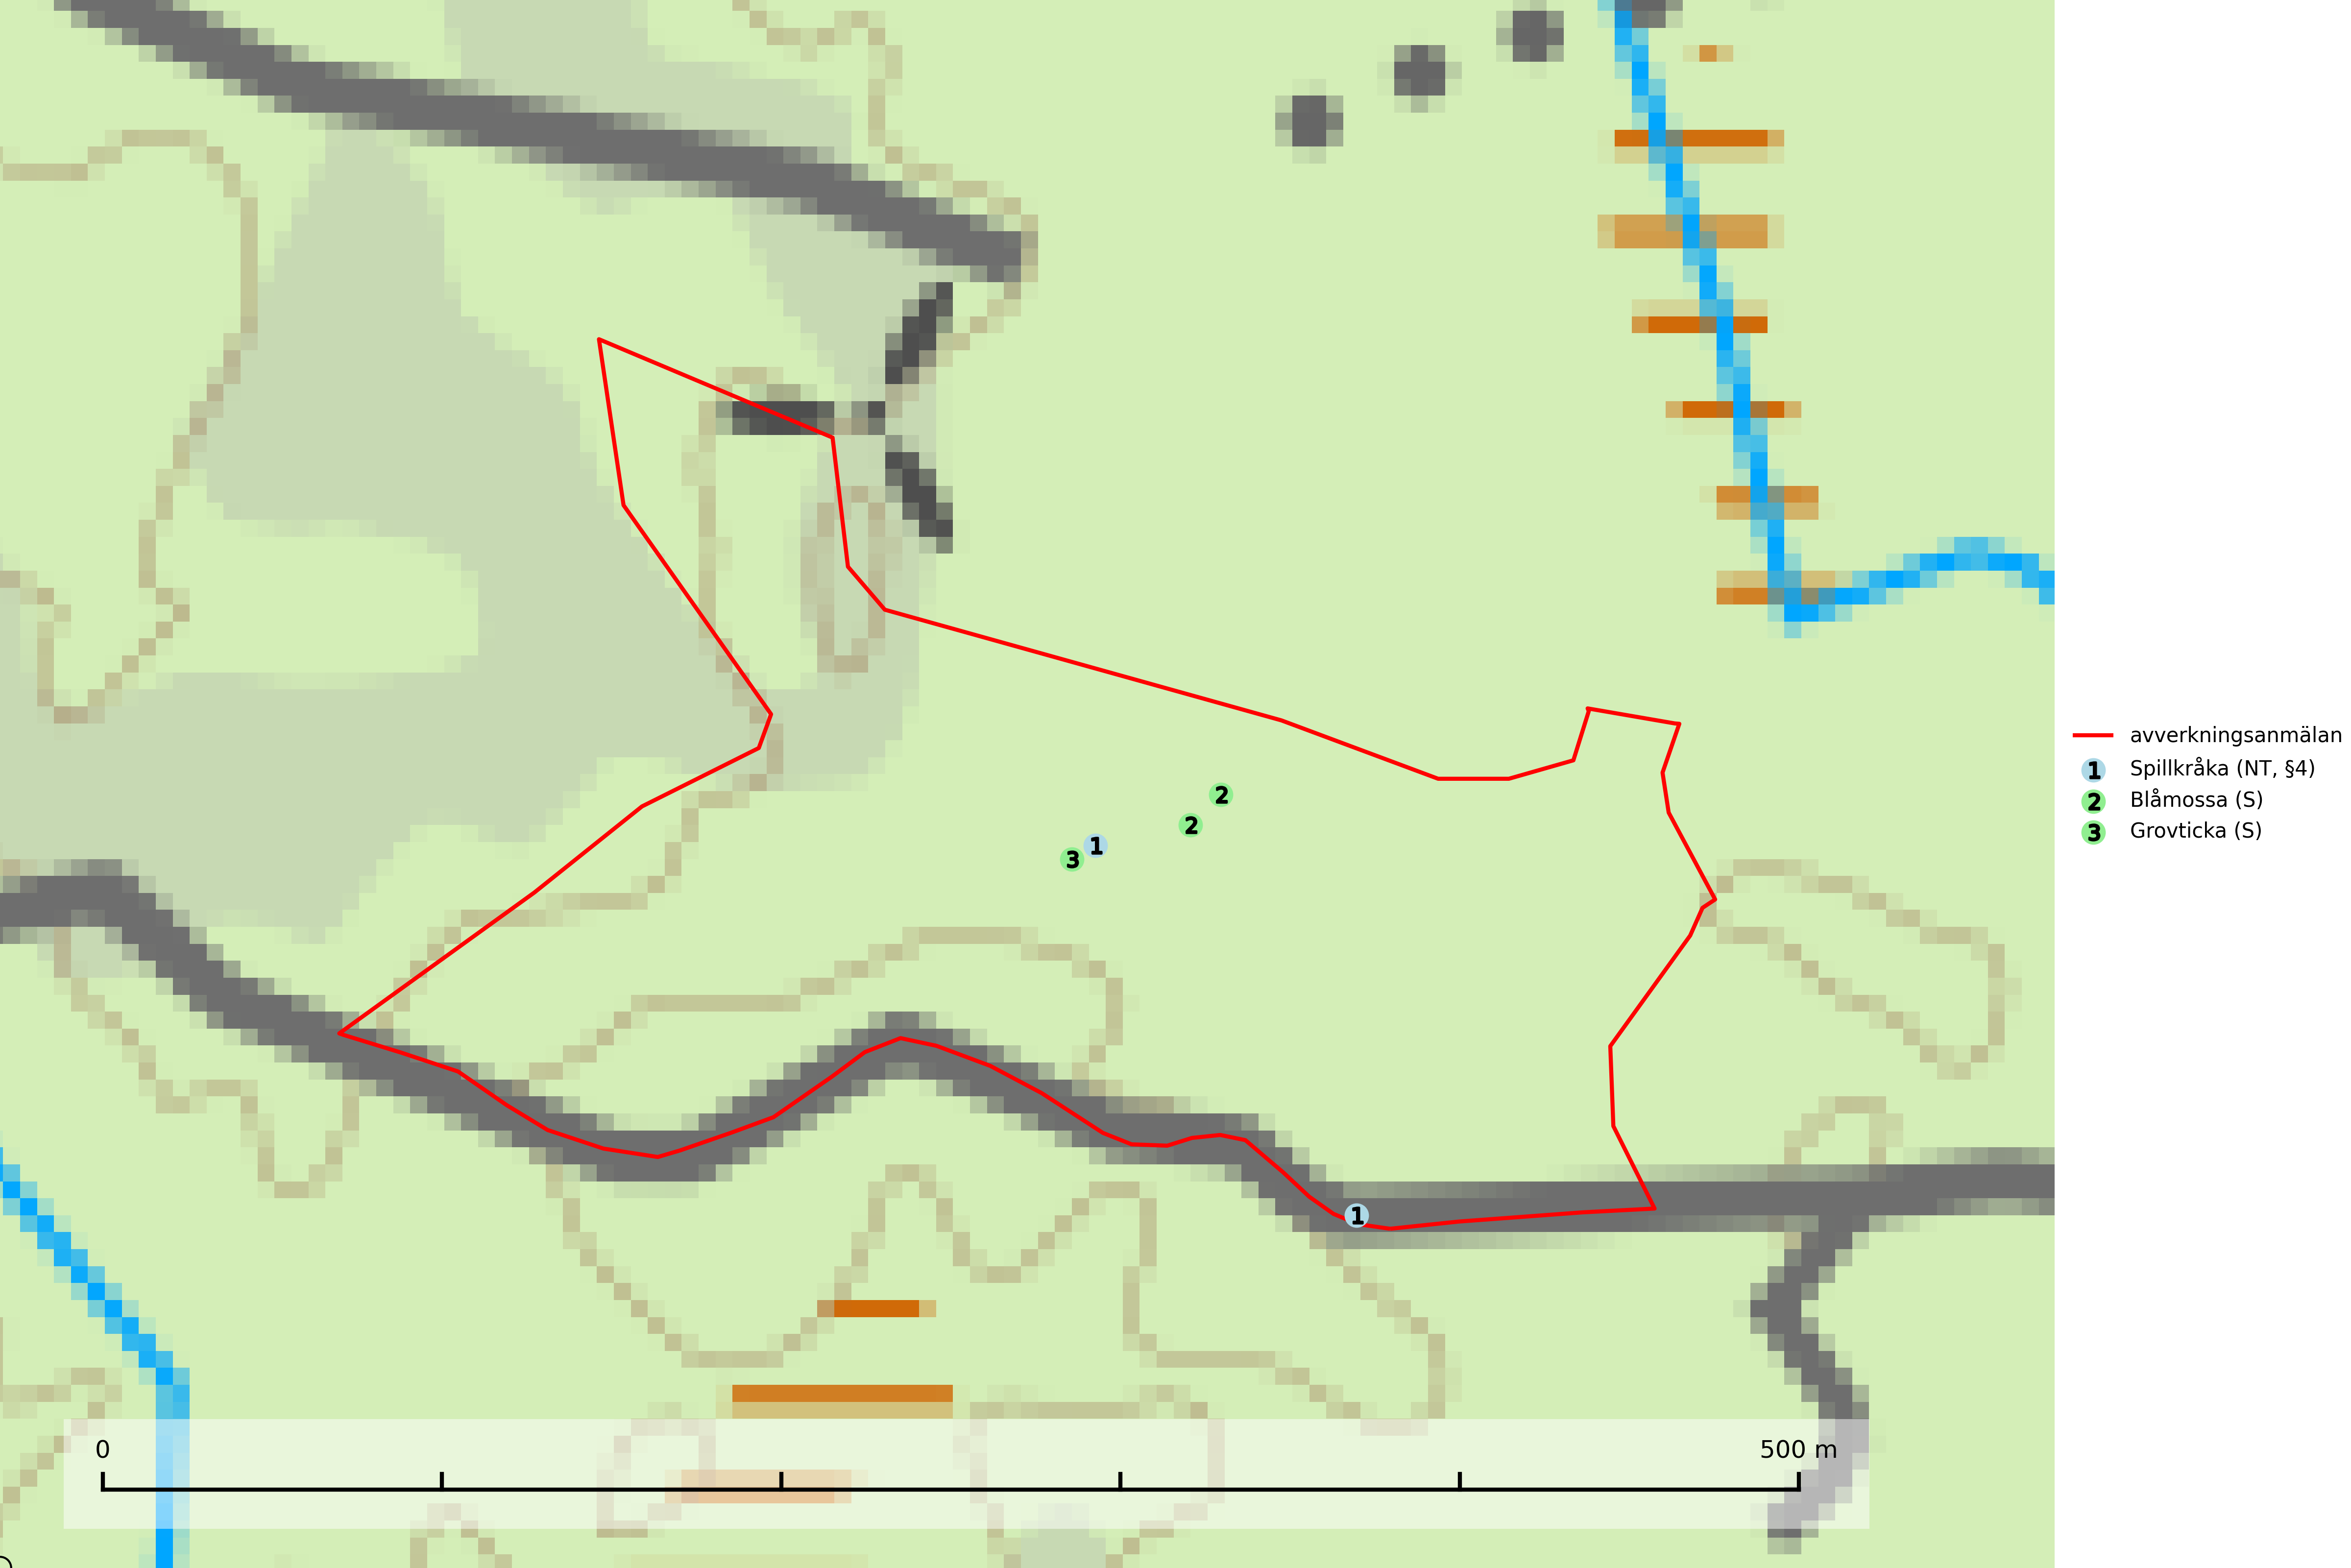 avverkningsanmälan
1 Spillkråka (NT, §4)
2 Blåmossa (S)
3 Grovticka (S)
2
2
1
3
1
0 500 m